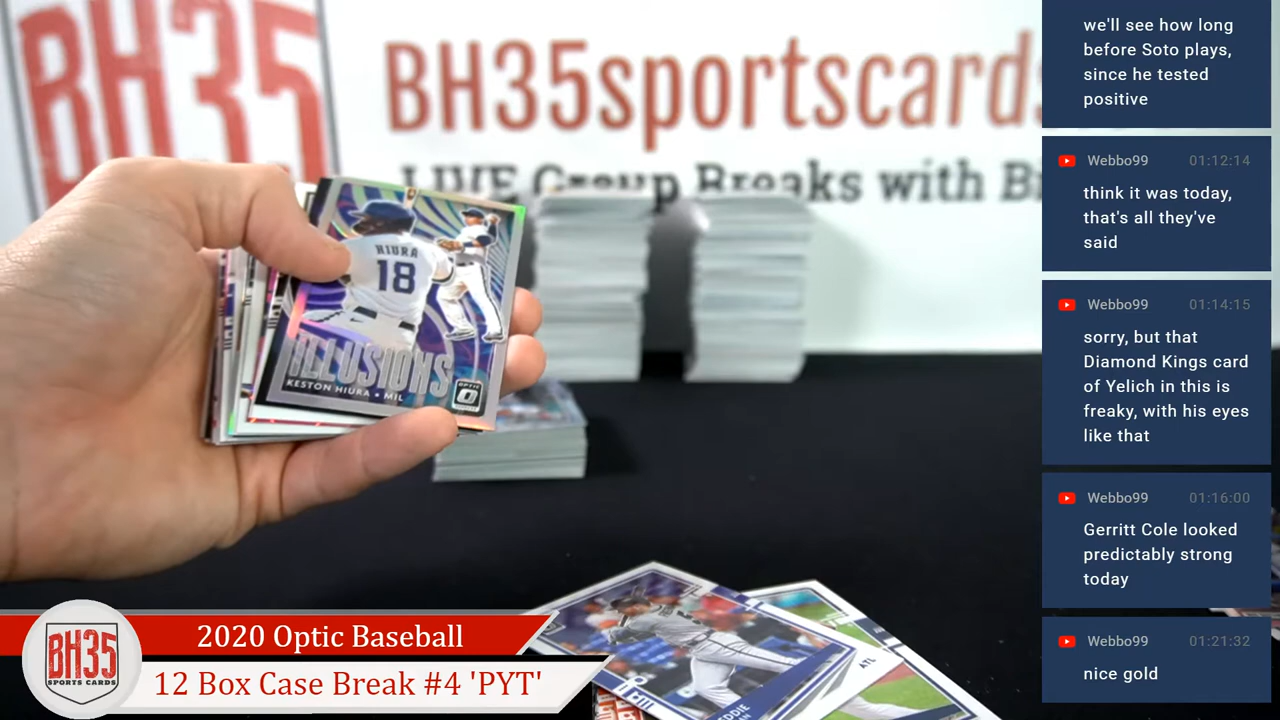 BH35
BH35sportscards
LIVE Group Breaks with
HIURA
18
ILLUSIONS
KESTON HIURA • MIL
OPTIC
ATL
2020 Optic Baseball
12 Box Case Break #4 'PYT'
BH35
SPORTS CARDS
we'll see how long
before Soto plays,
since he tested
positive
Webbo99 01:12:14
think it was today,
that's all they've
said
Webbo99 01:14:15
sorry, but that
Diamond Kings card
of Yelich in this is
freaky, with his eyes
like that
Webbo99 01:16:00
Gerritt Cole looked
predictably strong
today
Webbo99 01:21:32
nice gold